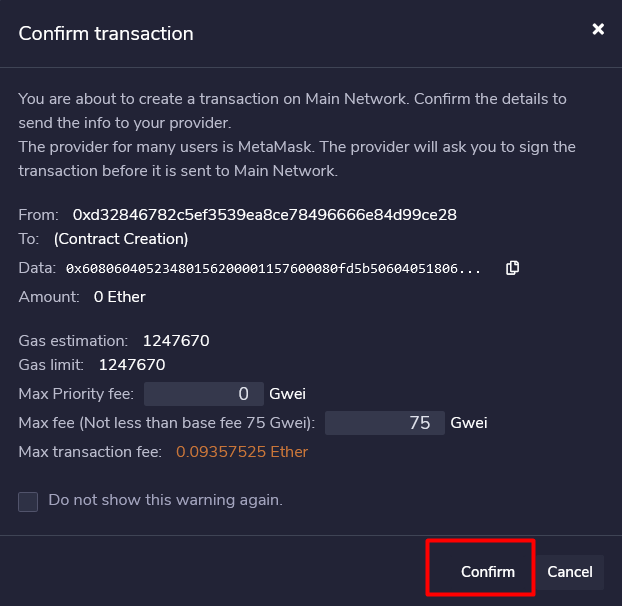 Confirm transaction
You are about to create a transaction on Main Network. Confirm the details to
send the info to your provider.
The provider for many users is MetaMask. The provider will ask you to sign the
transaction before it is sent to Main Network.
From: 0xd32846782c5ef3539ea8ce78496666e84d99ce28
To: (Contract Creation)
Data: 0x60806040523480156200001157600080fd5b50604051806...
Amount: 0 Ether
Gas estimation: 1247670
Gas limit: 1247670
Max Priority fee: 0 Gwei
Max fee (Not less than base fee 75 Gwei): 75 Gwei
Max transaction fee: 0.09357525 Ether
Do not show this warning again.
Confirm Cancel